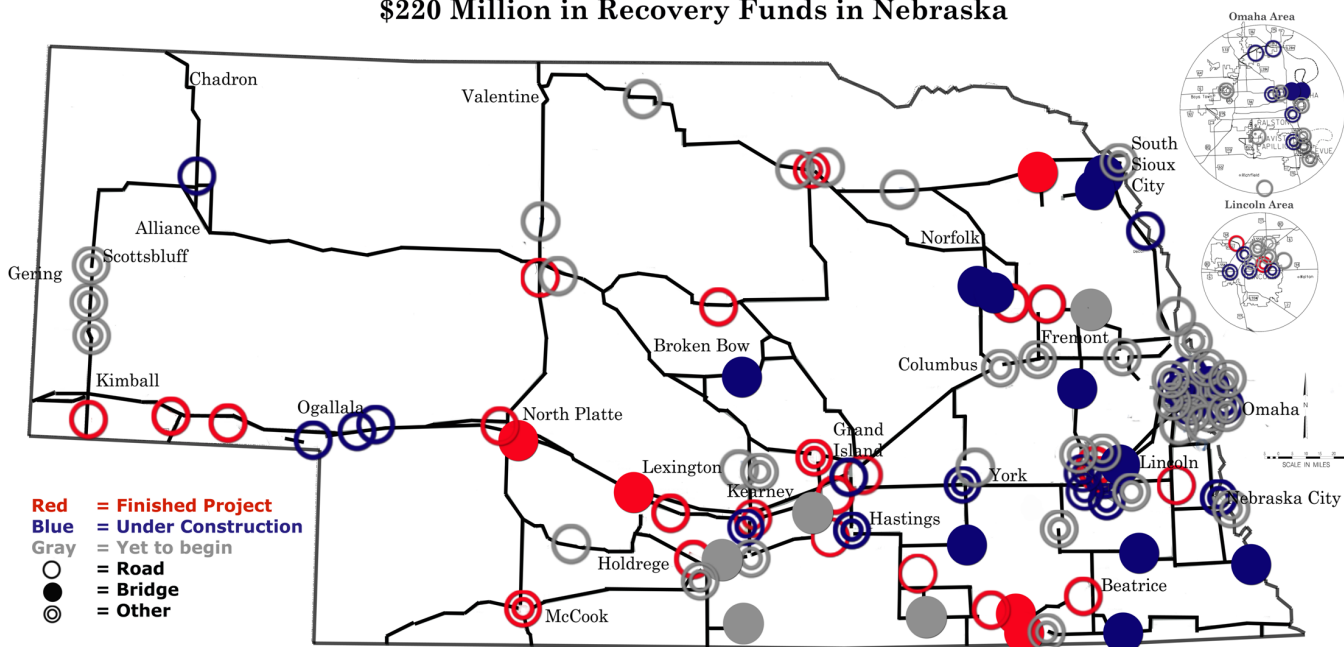 $220 Million in Recovery Funds in Nebraska
Omaha Area
Chadron
Valentine
RALSTON
South
Sioux
City
Alliance
Lincoln Area
Norfolk
Scottsbluff
Gering
Broken Bow
Fremont
Columbus
Kimball
Ogallala
North Platte
Omaha
N
Grand
Island
SCALE IN MILES
Lexington
Lincoln
York
Kearney
Nebraska City
Hastings
Holdrege
Beatrice
McCook
Red = Finished Project
Blue = Under Construction
Gray = Yet to begin
= Road
= Bridge
= Other